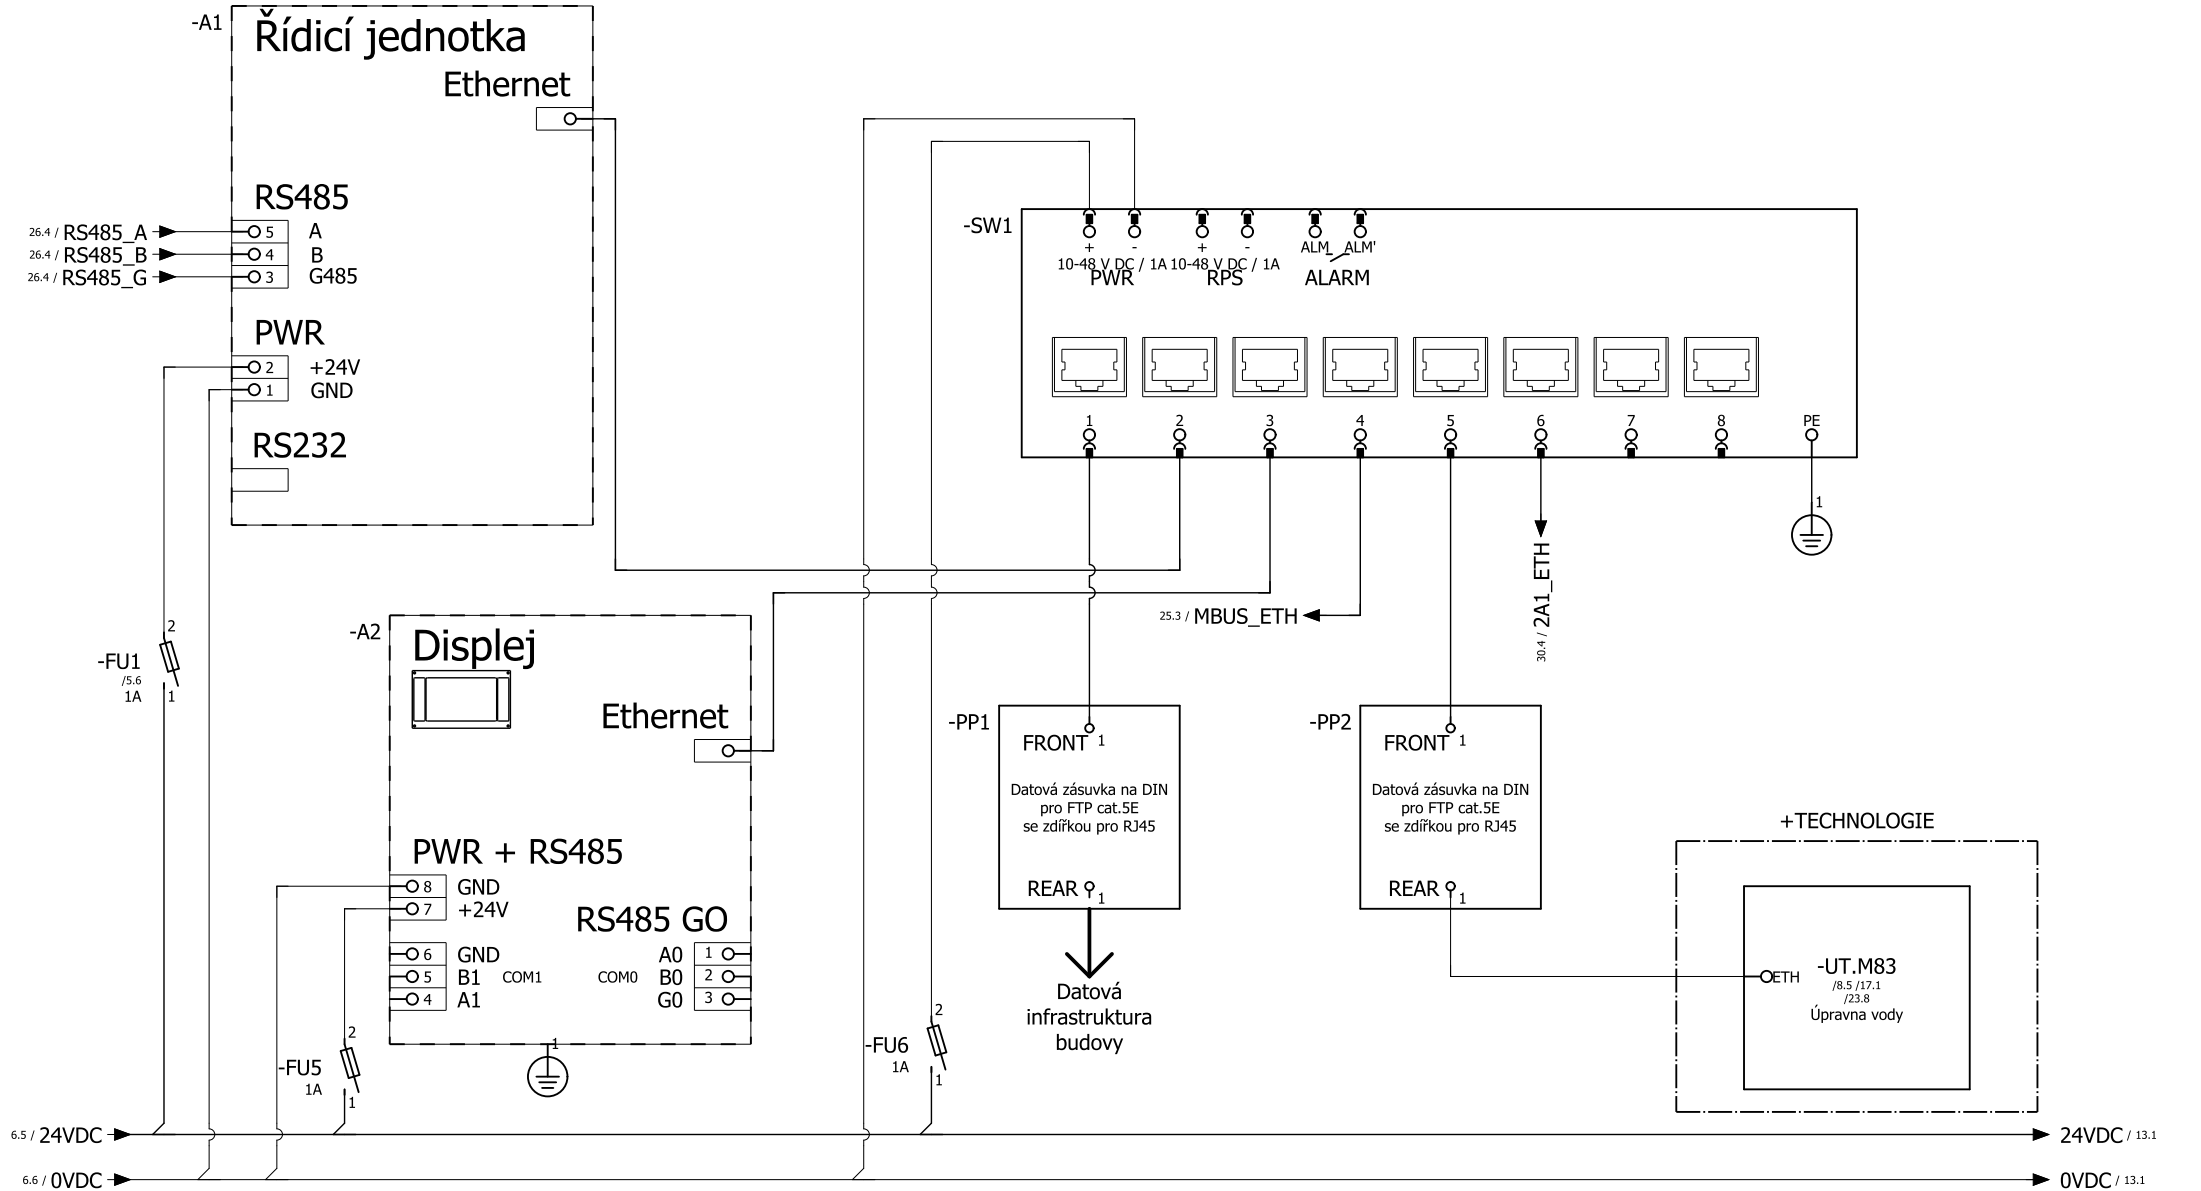 -A1
Řídicí jednotka
Ethernet
RS485
26.4 / RS485_A
5 A
26.4 / RS485_B
4 B
26.4 / RS485_G
3 G485
PWR
2 +24V
1 GND
RS232
-SW1
+ - + - ALM ALM'
10-48 V DC / 1A 10-48 V DC / 1A
PWR RPS ALARM
1 2 3 4 5 6 7 8 PE
1
25.3 / MBUS_ETH
30.4 / 2A1_ETH
2
-FU1
/5.6
1A
1
-A2
Displej
Ethernet
PWR + RS485
8 GND
7 +24V
RS485 GO
6 GND
5 B1 COM1
4 A1
A0 1
COM0 B0 2
G0 3
1
2
-FU5
1A
1
2
-FU6
1A
1
-PP1
FRONT 1
Datová zásuvka na DIN
pro FTP cat.5E
se zdířkou pro RJ45
REAR 1
Datová
infrastruktura
budovy
-PP2
FRONT 1
Datová zásuvka na DIN
pro FTP cat.5E
se zdířkou pro RJ45
REAR 1
+TECHNOLOGIE
ETH
-UT.M83
/8.5 /17.1
/23.8
Úpravna vody
6.5 / 24VDC
24VDC / 13.1
6.6 / 0VDC
0VDC / 13.1